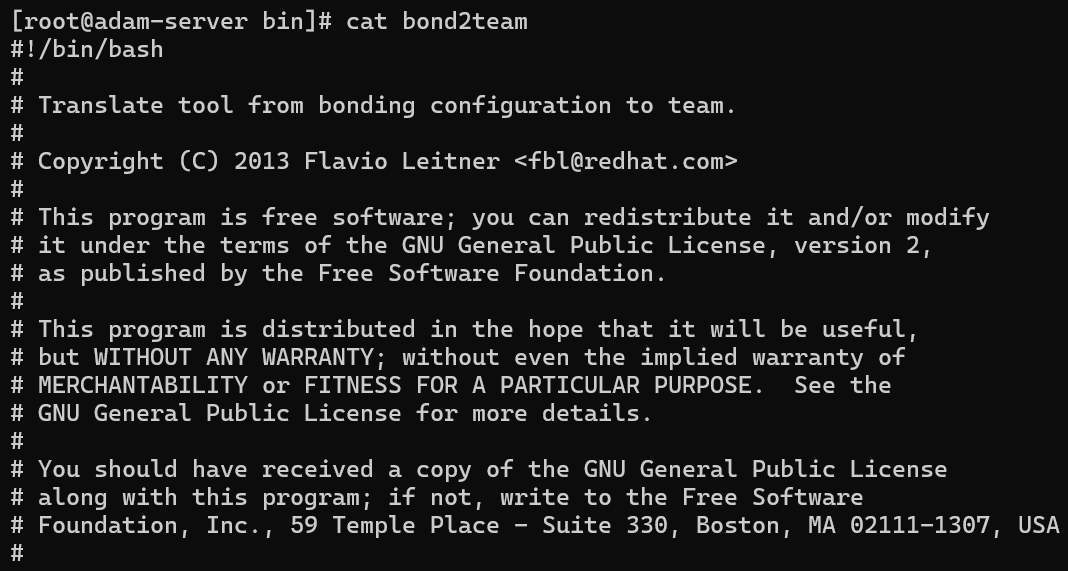 [root@adam-server bin]# cat bond2team
#!/bin/bash
#
# Translate tool from bonding configuration to team.
#
# Copyright (C) 2013 Flavio Leitner <fbl@redhat.com>
#
# This program is free software; you can redistribute it and/or modify
# it under the terms of the GNU General Public License, version 2,
# as published by the Free Software Foundation.
#
# This program is distributed in the hope that it will be useful,
# but WITHOUT ANY WARRANTY; without even the implied warranty of
# MERCHANTABILITY or FITNESS FOR A PARTICULAR PURPOSE.  See the
# GNU General Public License for more details.
#
# You should have received a copy of the GNU General Public License
# along with this program; if not, write to the Free Software
# Foundation, Inc., 59 Temple Place - Suite 330, Boston, MA 02111-1307, USA
#